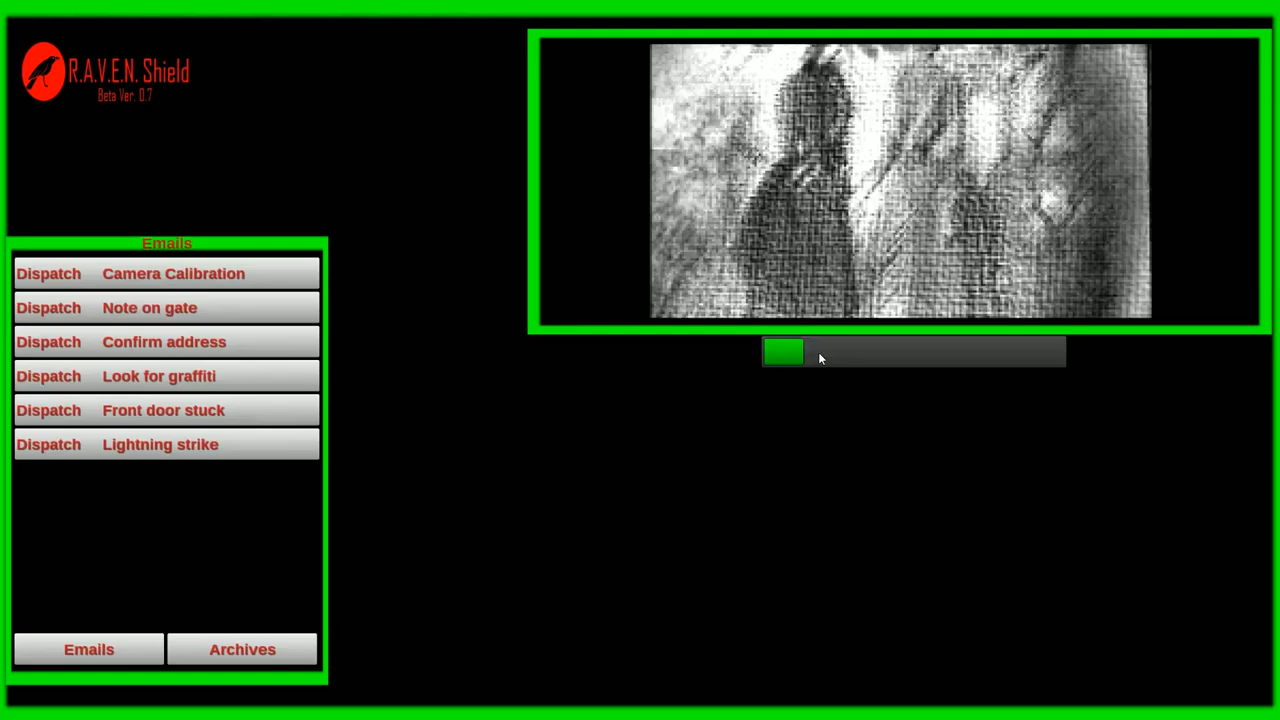 R.A.V.E.N. Shield
Beta Ver. 0.7
Emails
Dispatch Camera Calibration
Dispatch Note on gate
Dispatch Confirm address
Dispatch Look for graffiti
Dispatch Front door stuck
Dispatch Lightning strike
Emails Archives